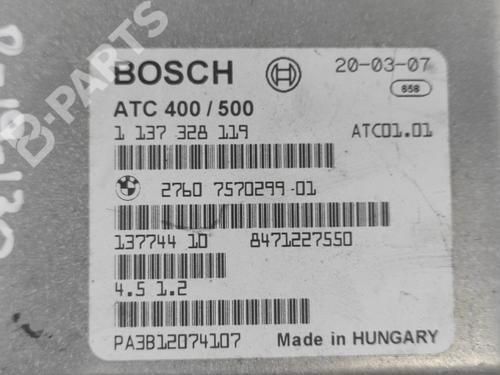 B-PARTS
BOSCH 20-03-07
658
ATC 400 / 500
1 137 328 119 ATC01.01
2760 7570299-01
137744 10 8471227550
4.5 1.2
PA3B12074107 Made in HUNGARY